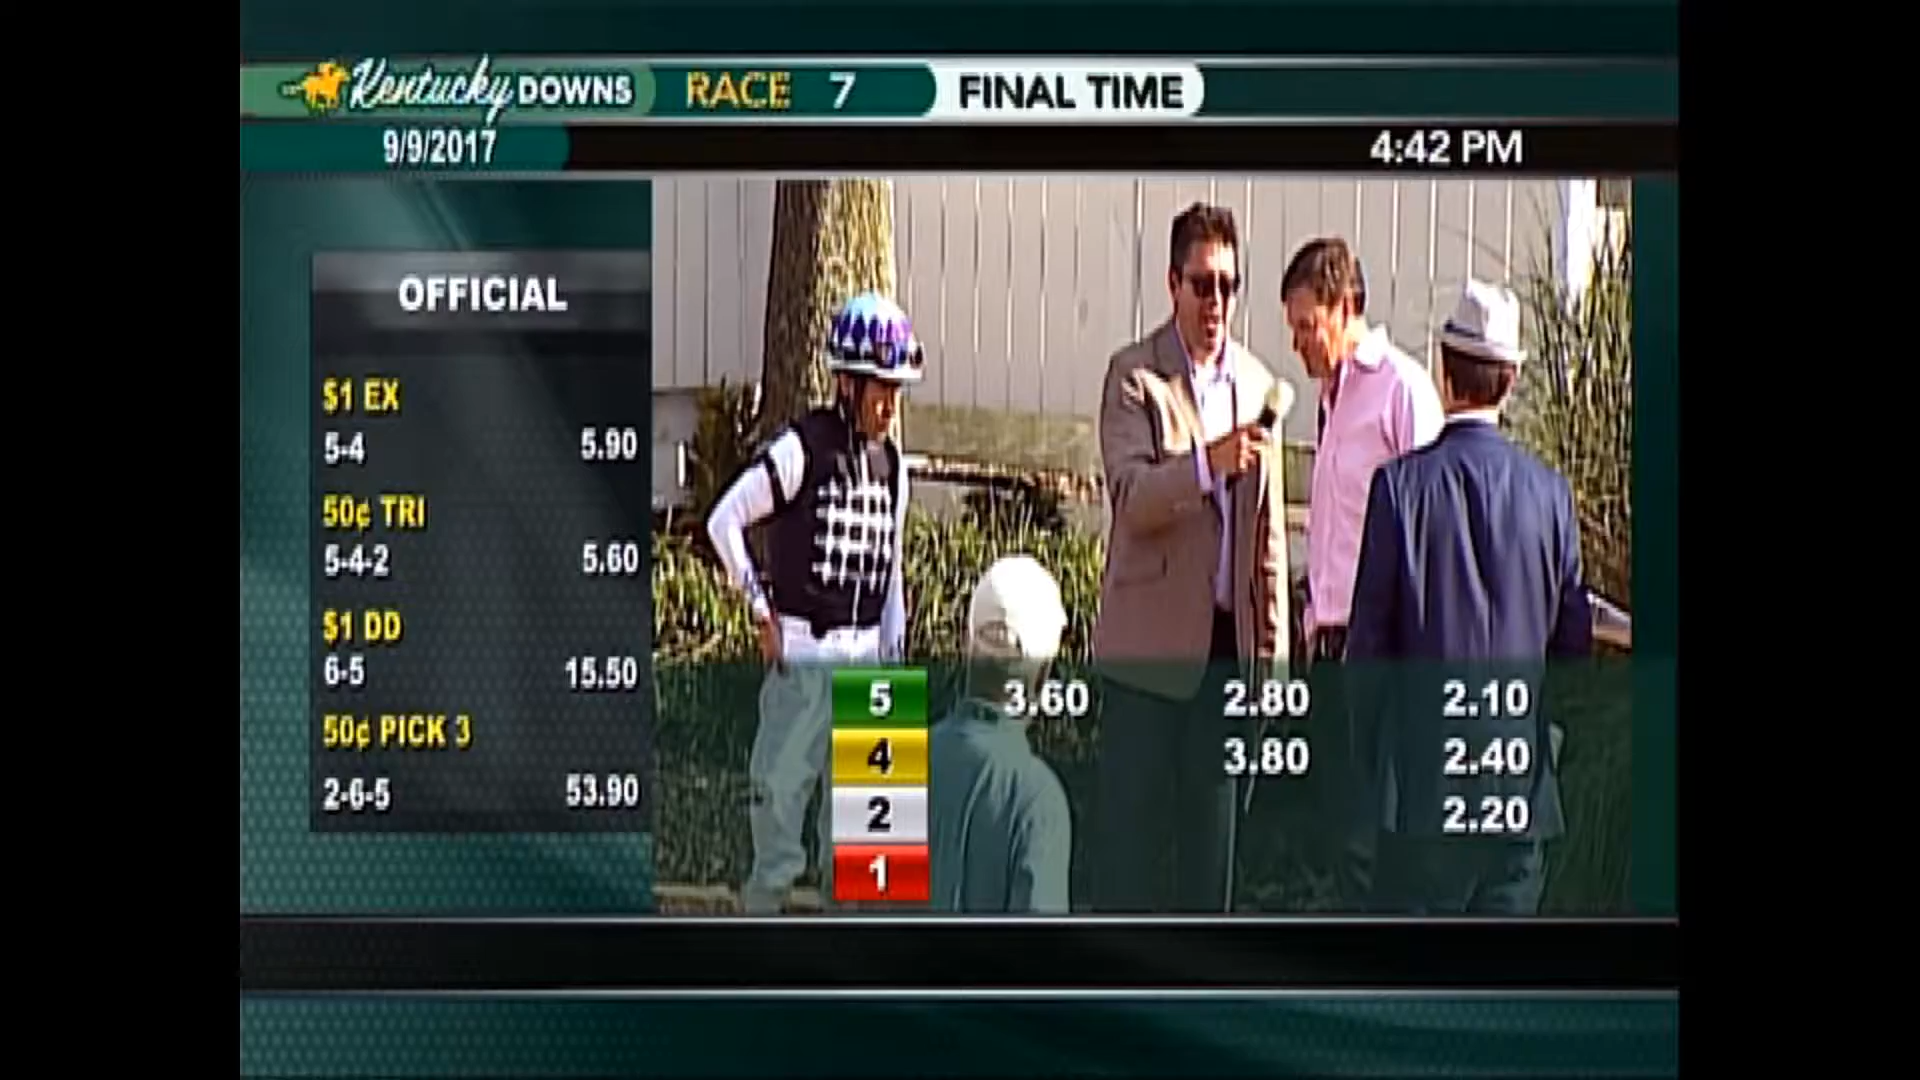 Kentucky DOWNS RACE 7 FINAL TIME
9/9/2017 4:42 PM
OFFICIAL
$1 EX
5-4 5.90
50¢ TRI
5-4-2 5.60
$1 DD
6-5 15.50
50¢ PICK 3
2-6-5 53.90
5 3.60 2.80 2.10
4 3.80 2.40
2 2.20
1